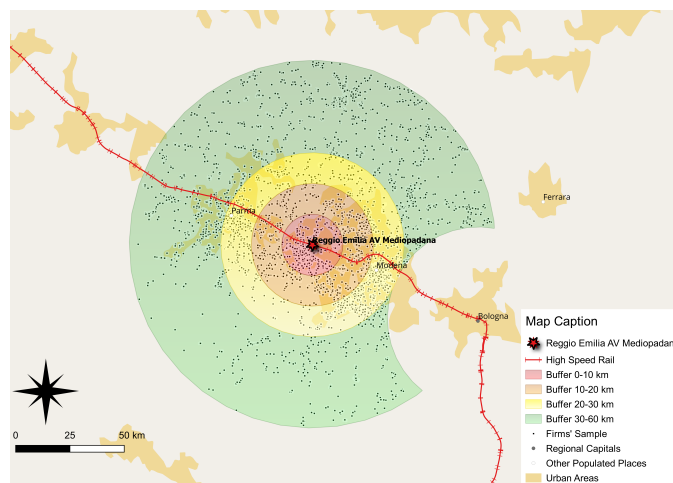 Ferrara
Parma
Reggio Emilia AV Mediopadana
Modena
Bologna
Map Caption
Reggio Emilia AV Mediopadan
High Speed Rail
Buffer 0-10 km
Buffer 10-20 km
Buffer 20-30 km
Buffer 30-60 km
Firms' Sample
Regional Capitals
Other Populated Places
Urban Areas
0 25 50 km